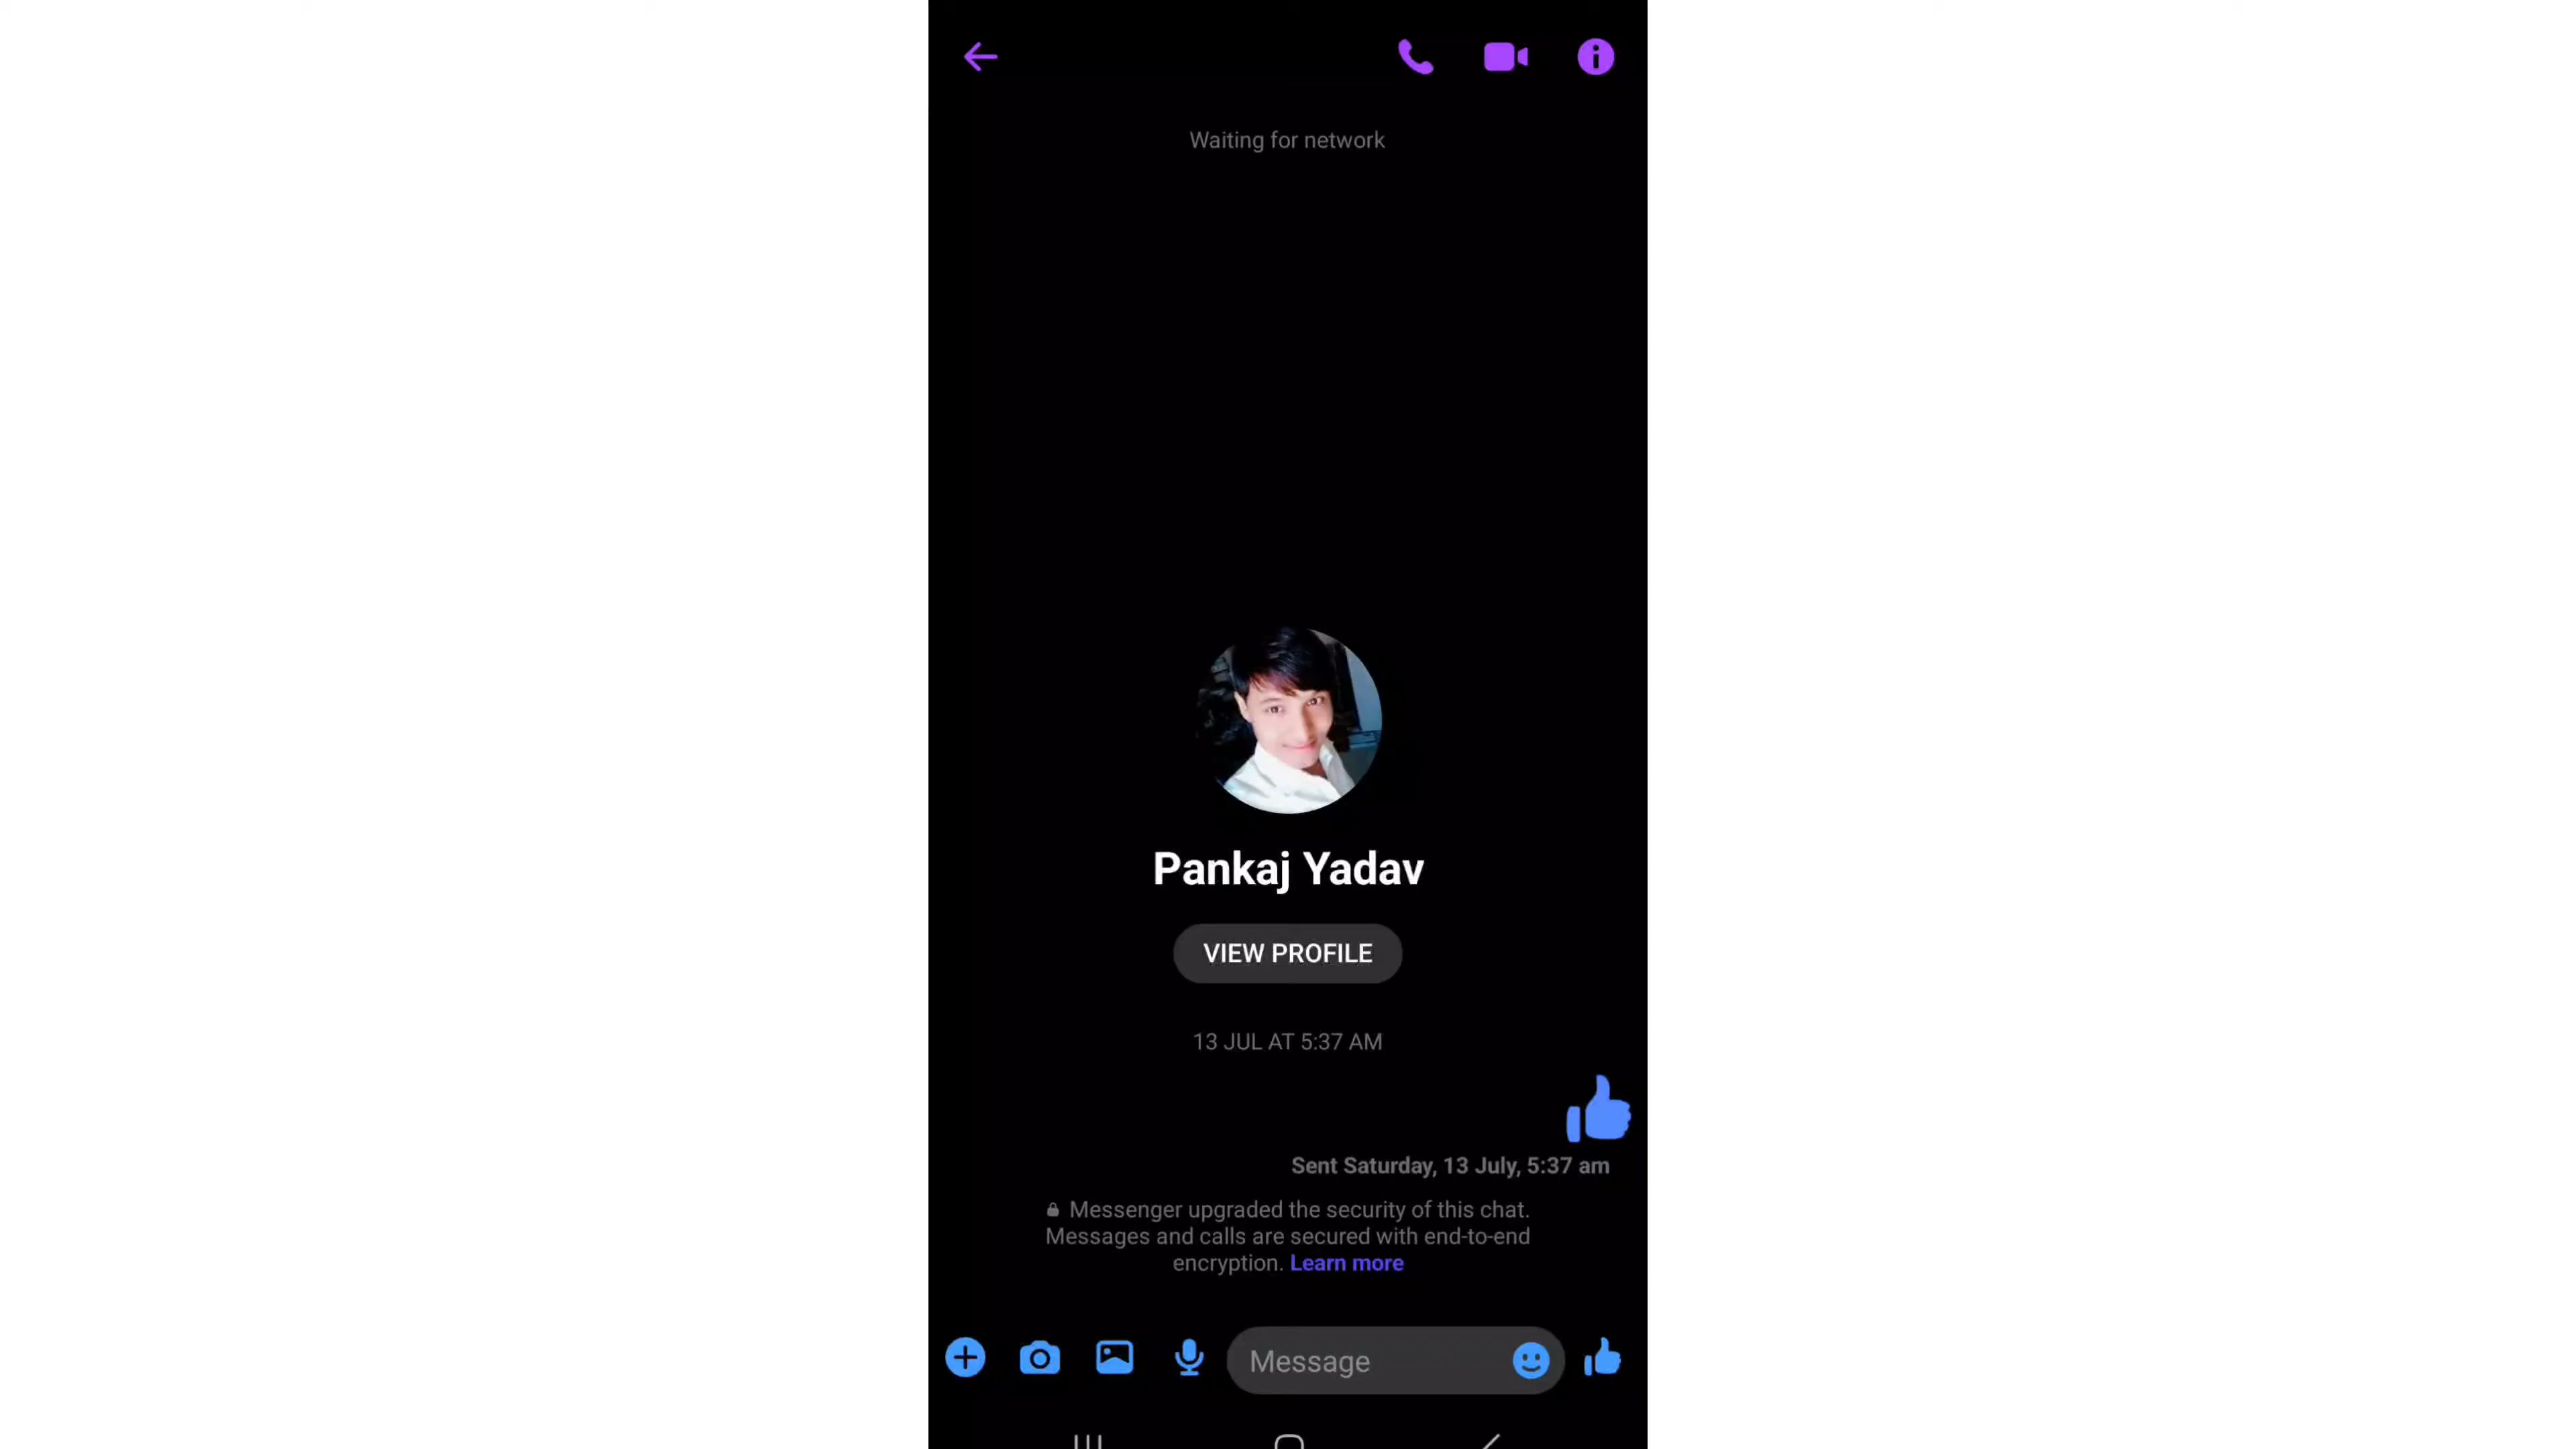 Waiting for network
Pankaj Yadav
VIEW PROFILE
13 JUL AT 5:37 AM
Sent Saturday, 13 July, 5:37 am
Messenger upgraded the security of this chat.
Messages and calls are secured with end-to-end
encryption. Learn more
Message